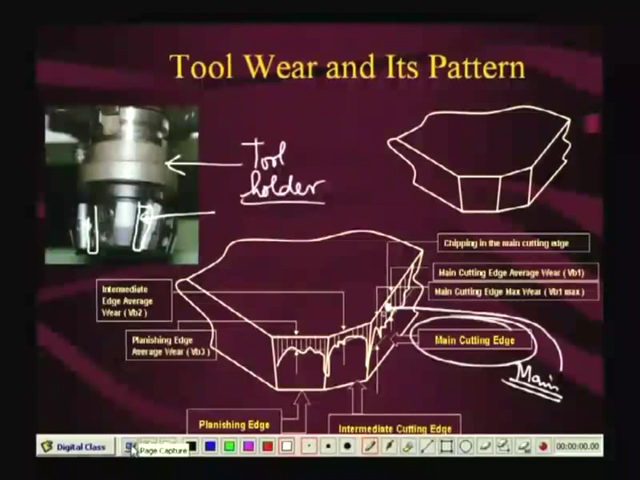 Tool Wear and Its Pattern
Tool
holder
Chipping in the main cutting edge
Main Cutting Edge Average Wear ( Vb1)
Main Cutting Edge Max Wear ( Vb1 max )
Intermediate
Edge Average
Wear ( Vb2 )
Planishing Edge
Average Wear ( Vb3 )
Main Cutting Edge
Main
Planishing Edge
Intermediate Cutting Edge
Digital Class
Page Capture
00:00:00.00